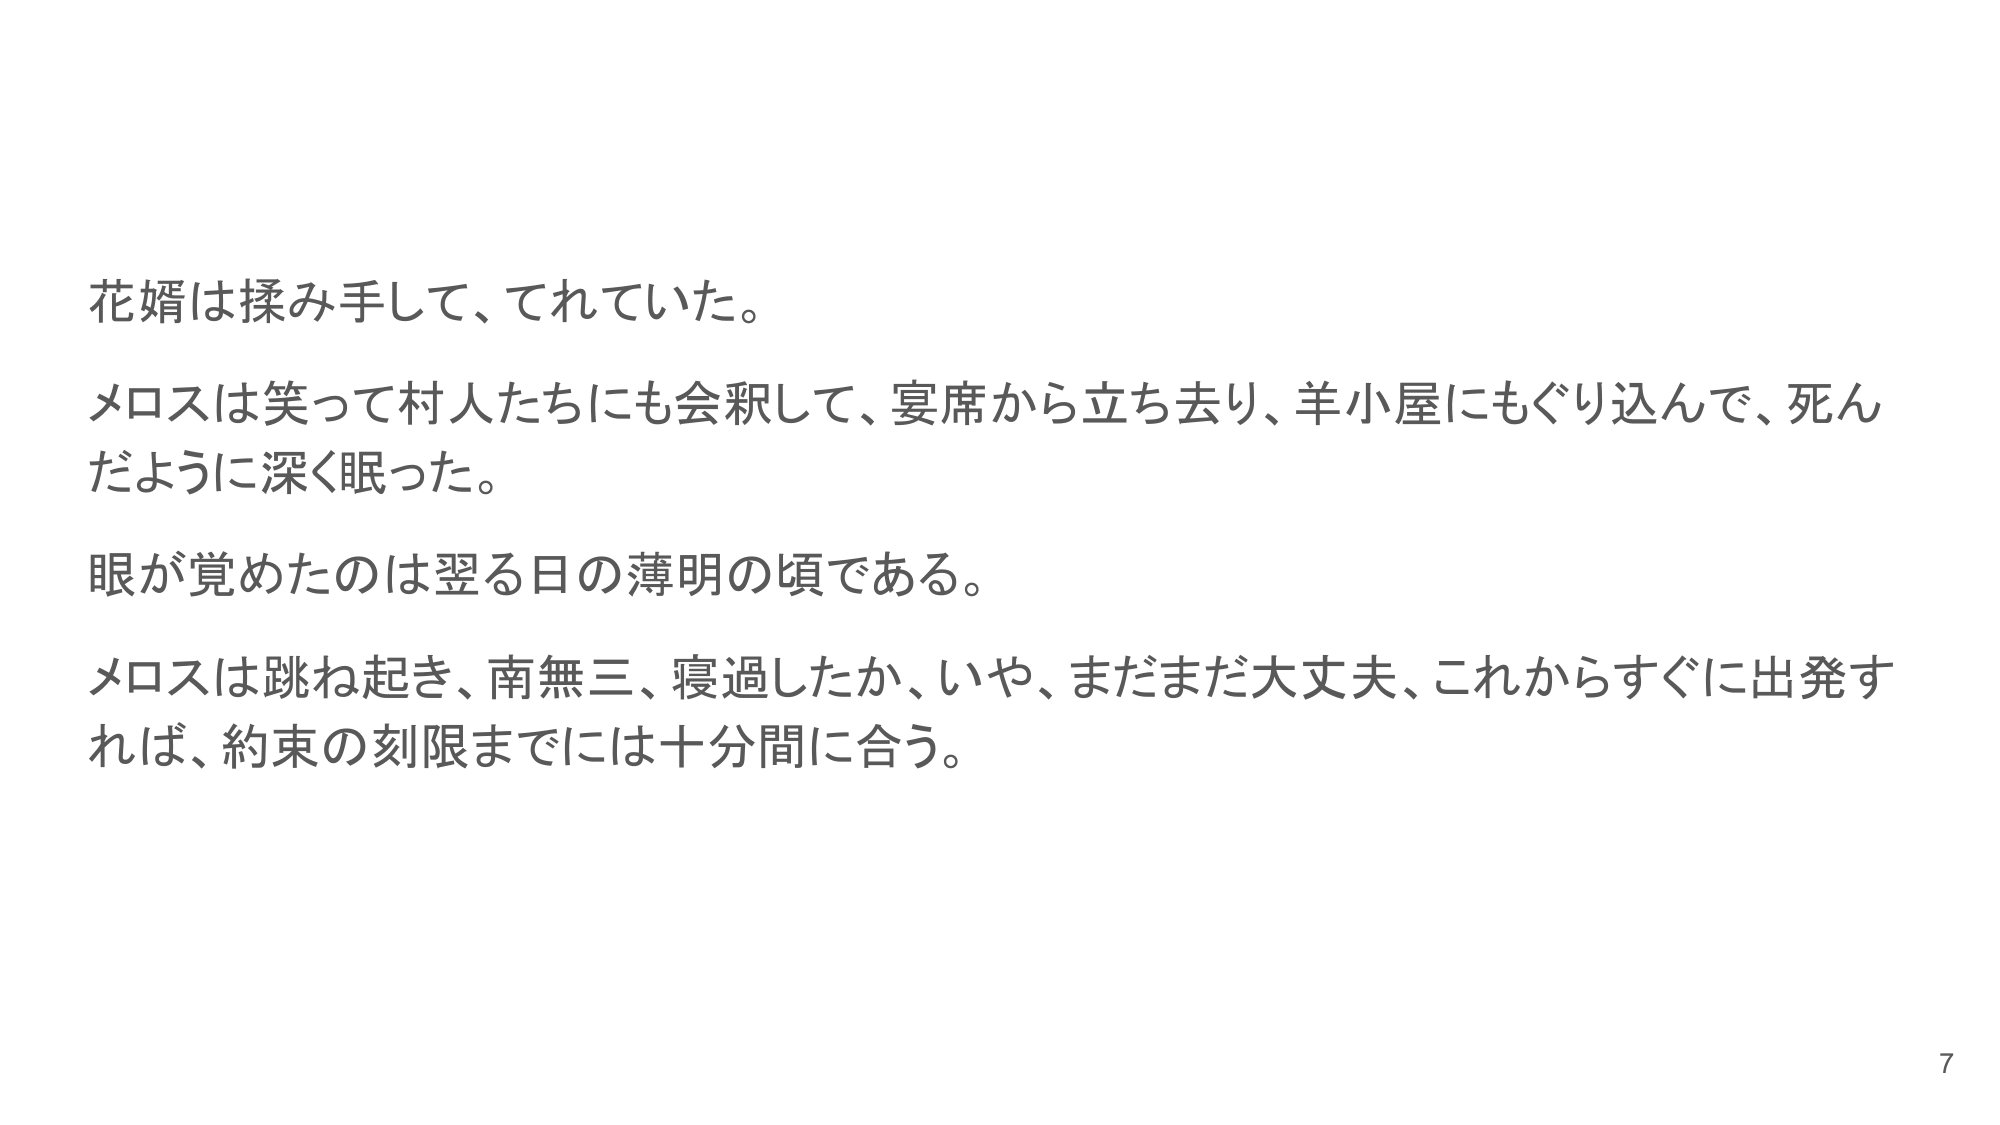 花婿は揉み手して、てれていた。
メロスは笑って村人たちにも会釈して、宴席から立ち去り、羊小屋にもぐり込んで、死ん
だように深く眠った。
眼が覚めたのは翌る日の薄明の頃である。
メロスは跳ね起き、南無三、寝過したか、いや、まだまだ大丈夫、これからすぐに出発す
れば、約束の刻限までには十分間に合う。
7